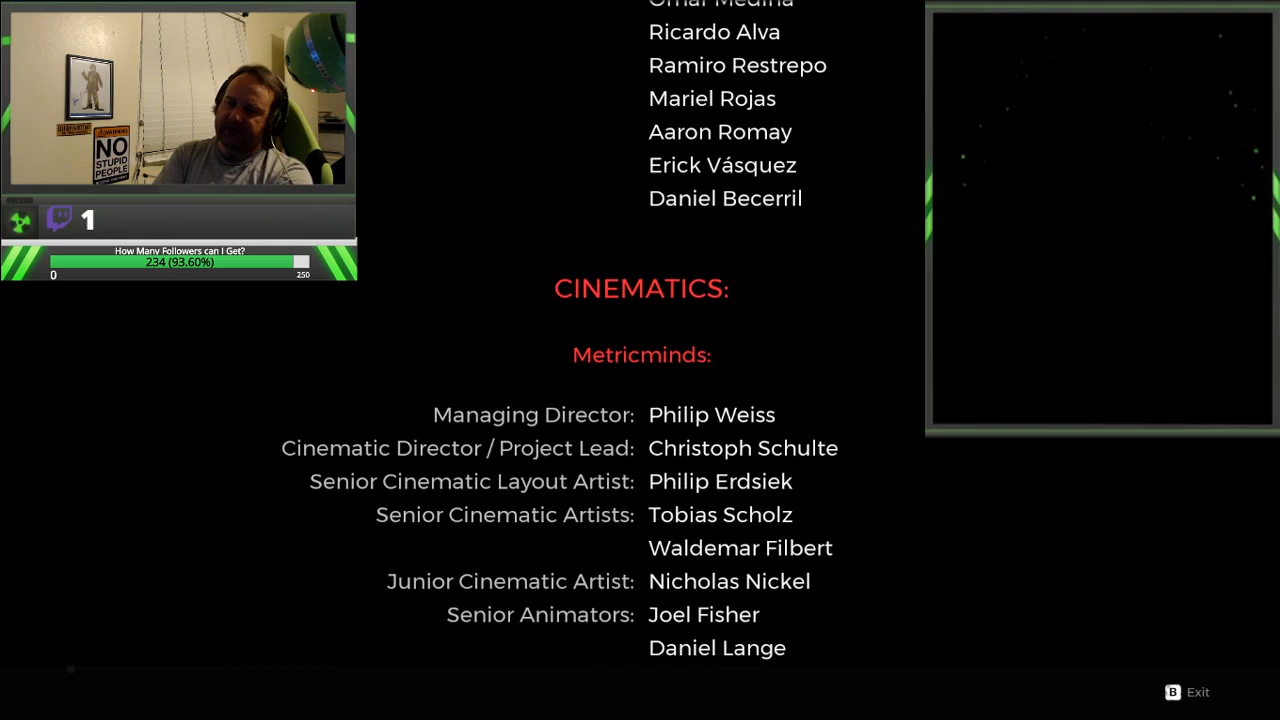 Omar Medina
Ricardo Alva
Ramiro Restrepo
Mariel Rojas
Aaron Romay
Erick Vásquez
Daniel Becerril
WARNING
NO
STUPID
PEOPLE
1
How Many Followers can I Get?
234 (93.60%)
0
250
CINEMATICS:
Metricminds:
Managing Director: Philip Weiss
Cinematic Director / Project Lead: Christoph Schulte
Senior Cinematic Layout Artist: Philip Erdsiek
Senior Cinematic Artists: Tobias Scholz
Waldemar Filbert
Junior Cinematic Artist: Nicholas Nickel
Senior Animators: Joel Fisher
Daniel Lange
B Exit